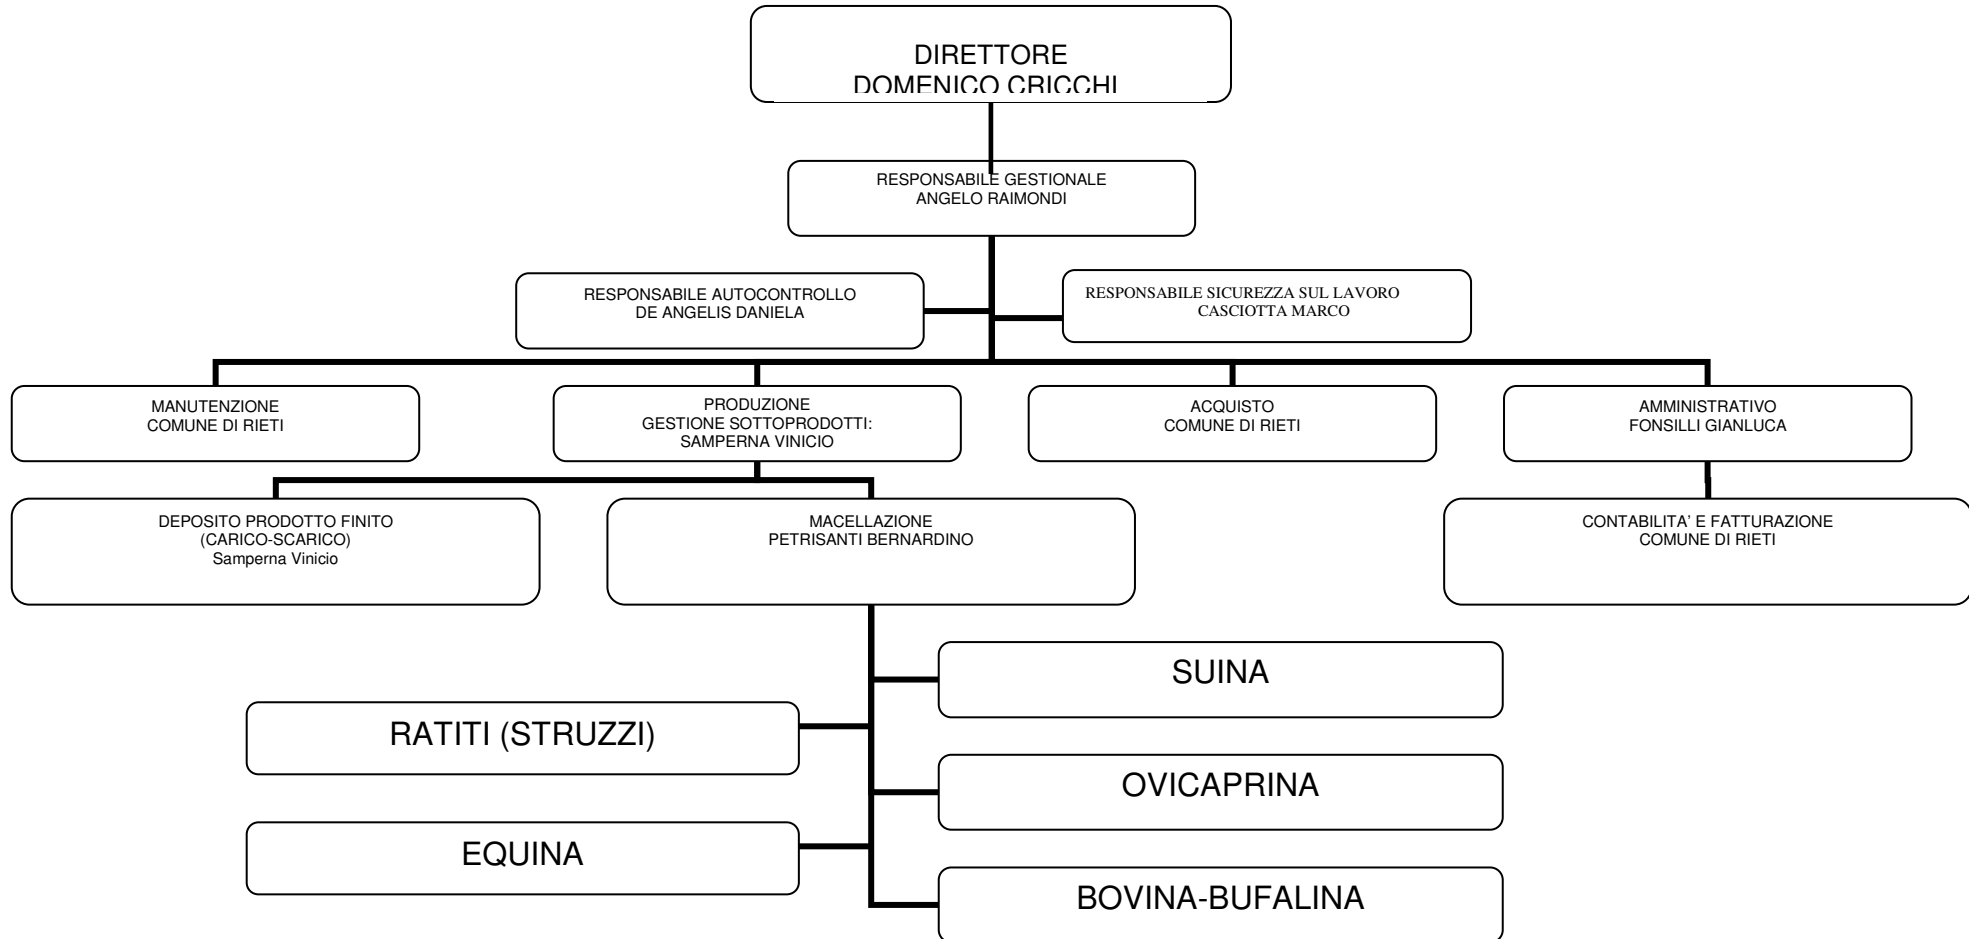 DIRETTORE
DOMENICO CRICCHI
RESPONSABILE GESTIONALE
ANGELO RAIMONDI
RESPONSABILE AUTOCONTROLLO
DE ANGELIS DANIELA
RESPONSABILE SICUREZZA SUL LAVORO
CASCIOTTA MARCO
MANUTENZIONE
COMUNE DI RIETI
PRODUZIONE
GESTIONE SOTTOPRODOTTI:
SAMPERNA VINICIO
ACQUISTO
COMUNE DI RIETI
AMMINISTRATIVO
FONSILLI GIANLUCA
DEPOSITO PRODOTTO FINITO
(CARICO-SCARICO)
Samperna Vinicio
MACELLAZIONE
PETRISANTI BERNARDINO
CONTABILITA’ E FATTURAZIONE
COMUNE DI RIETI
SUINA
RATITI (STRUZZI)
OVICAPRINA
EQUINA
BOVINA-BUFALINA